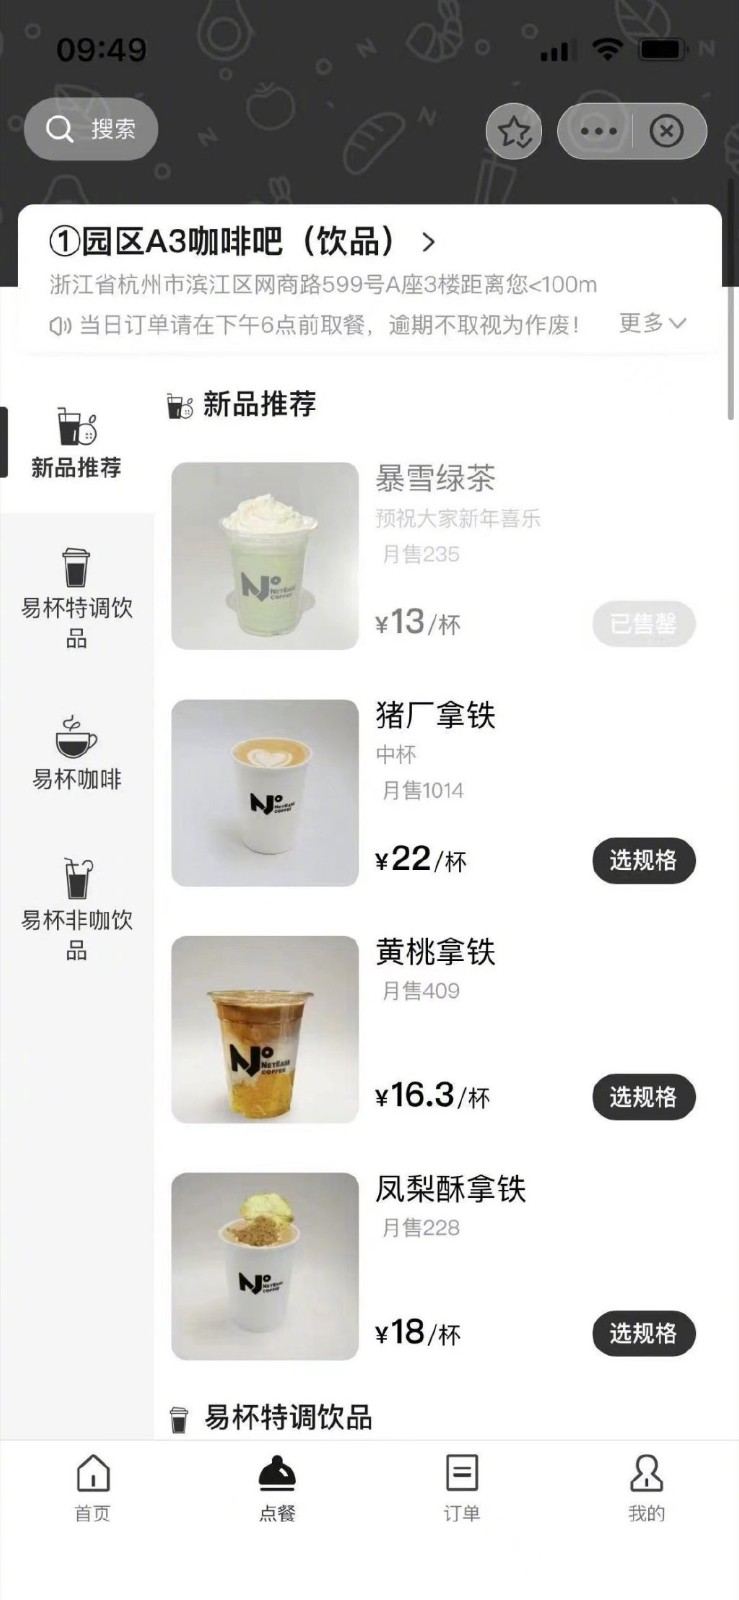 09:49
搜索
①园区A3咖啡吧（饮品）
浙江省杭州市滨江区网商路599号A座3楼距离您<100m
当日订单请在下午6点前取餐，逾期不取视为作废！
更多
新品推荐
新品推荐
暴雪绿茶
预祝大家新年喜乐
月售235
¥13/杯
已售罄
NETEASE
COFFEE
易杯特调饮
品
猪厂拿铁
中杯
月售1014
¥22/杯
选规格
NETEASE
COFFEE
易杯咖啡
易杯非咖饮
品
黄桃拿铁
月售409
¥16.3/杯
选规格
NETEASE
COFFEE
凤梨酥拿铁
月售228
¥18/杯
选规格
NETEASE
COFFEE
易杯特调饮品
首页
点餐
订单
我的